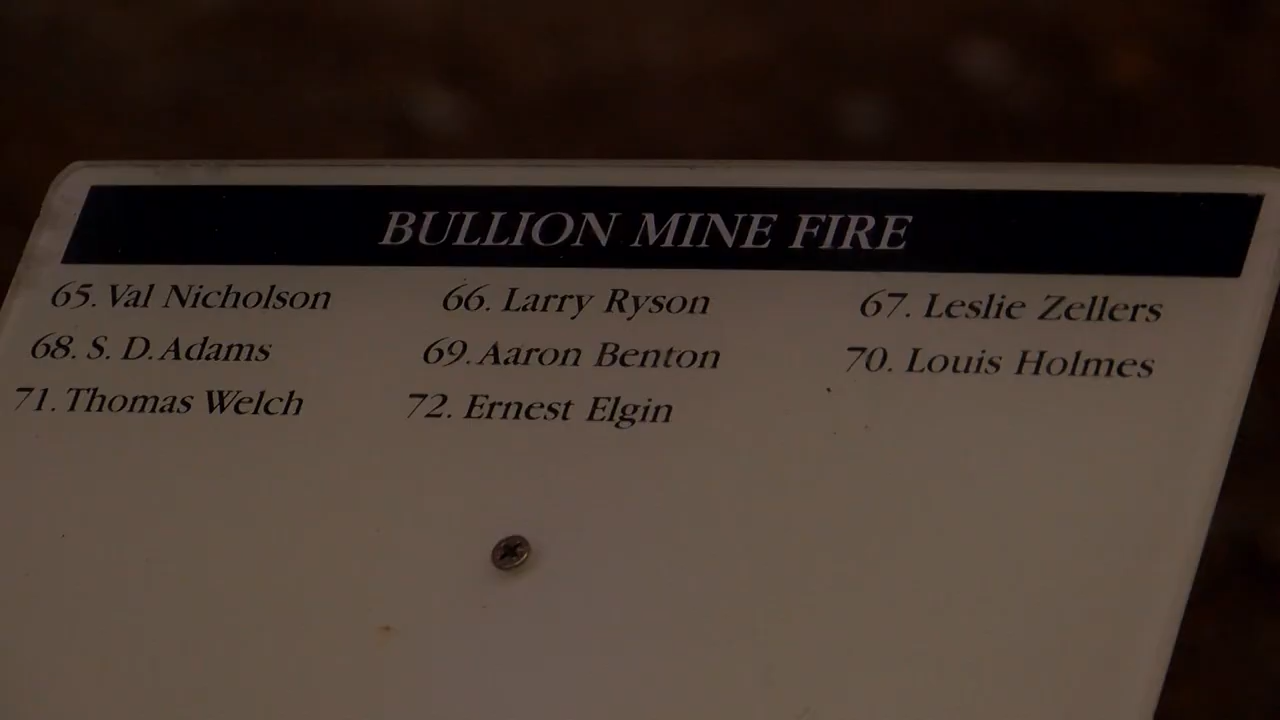 BULLION MINE FIRE
65. Val Nicholson 66. Larry Ryson 67. Leslie Zellers
68. S. D. Adams 69. Aaron Benton 70. Louis Holmes
71. Thomas Welch 72. Ernest Elgin